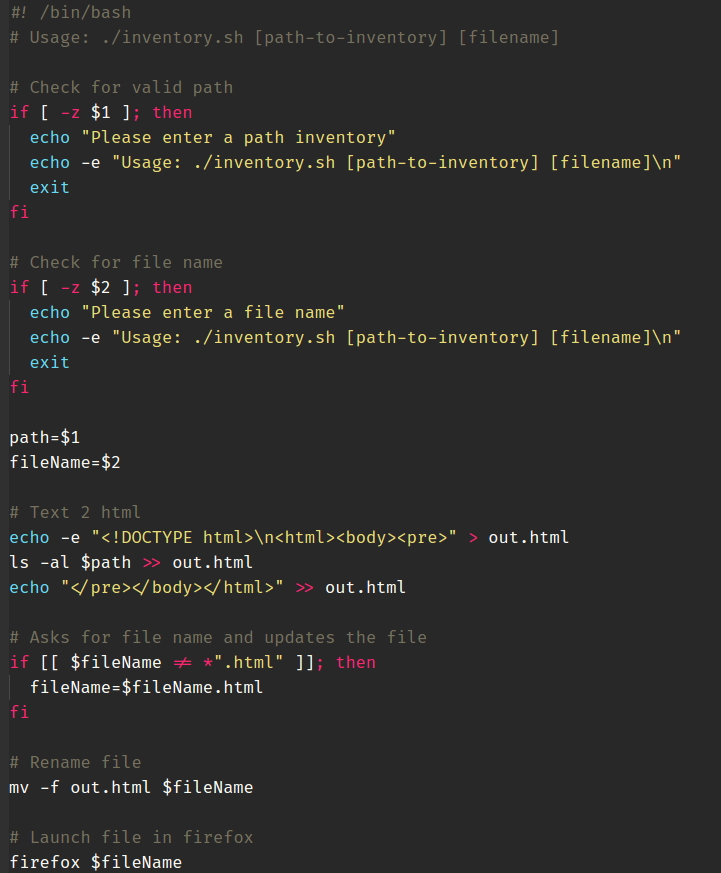 #! /bin/bash
# Usage: ./inventory.sh [path-to-inventory] [filename]

# Check for valid path
if [ -z $1 ]; then
  echo "Please enter a path inventory"
  echo -e "Usage: ./inventory.sh [path-to-inventory] [filename]\n"
  exit
fi

# Check for file name
if [ -z $2 ]; then
  echo "Please enter a file name"
  echo -e "Usage: ./inventory.sh [path-to-inventory] [filename]\n"
  exit
fi

path=$1
fileName=$2

# Text 2 html
echo -e "<!DOCTYPE html>\n<html><body><pre>" > out.html
ls -al $path >> out.html
echo "</pre></body></html>" >> out.html

# Asks for file name and updates the file
if [[ $fileName != *".html" ]]; then
  fileName=$fileName.html
fi

# Rename file
mv -f out.html $fileName

# Launch file in firefox
firefox $fileName